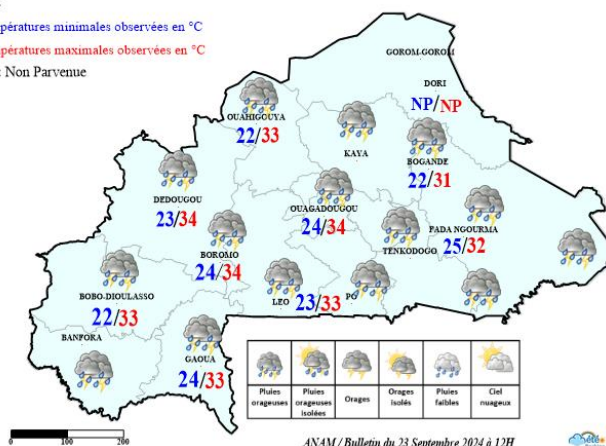 pératures minimales observées en °C
pératures maximales observées en °C
: Non Parvenue
GOROM-GOROM
DORI
NP/NP
OUAHIGOUYA
22/33
KAYA
BOGANDE
22/31
DEDOUGOU
23/34
OUAGADOUGOU
24/34
FADA NGOURMA
25/32
TENKODOGO
BOROMO
24/34
BOBO-DIOULASSO
22/33
LEO 23/33 PO
BANFORA
GAOUA
24/33
Pluies orageuses
Pluies orageuses isolées
Orages
Orages isolés
Pluies faibles
Ciel nuageux
0 100 200
ANAM / Bulletin du 23 Septembre 2024 à 12H